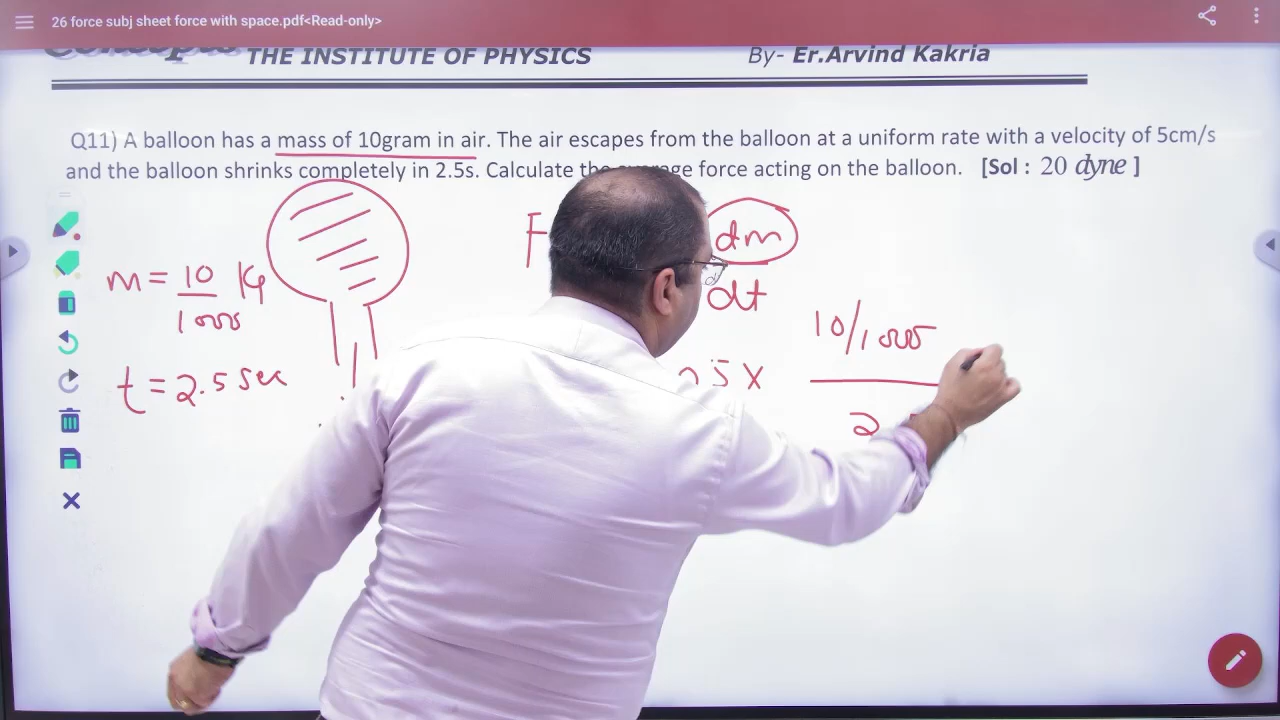 26 force subj sheet force with space.pdf<Read-only>
Concepts THE INSTITUTE OF PHYSICS By- Er.Arvind Kakria
Q11) A balloon has a mass of 10gram in air. The air escapes from the balloon at a uniform rate with a velocity of 5cm/s
and the balloon shrinks completely in 2.5s. Calculate the force acting on the balloon. [Sol : 20 dyne ]
F dm
dt
m = 10 Kg
1000
t = 2.5 Sec
10/1000
5 X
2